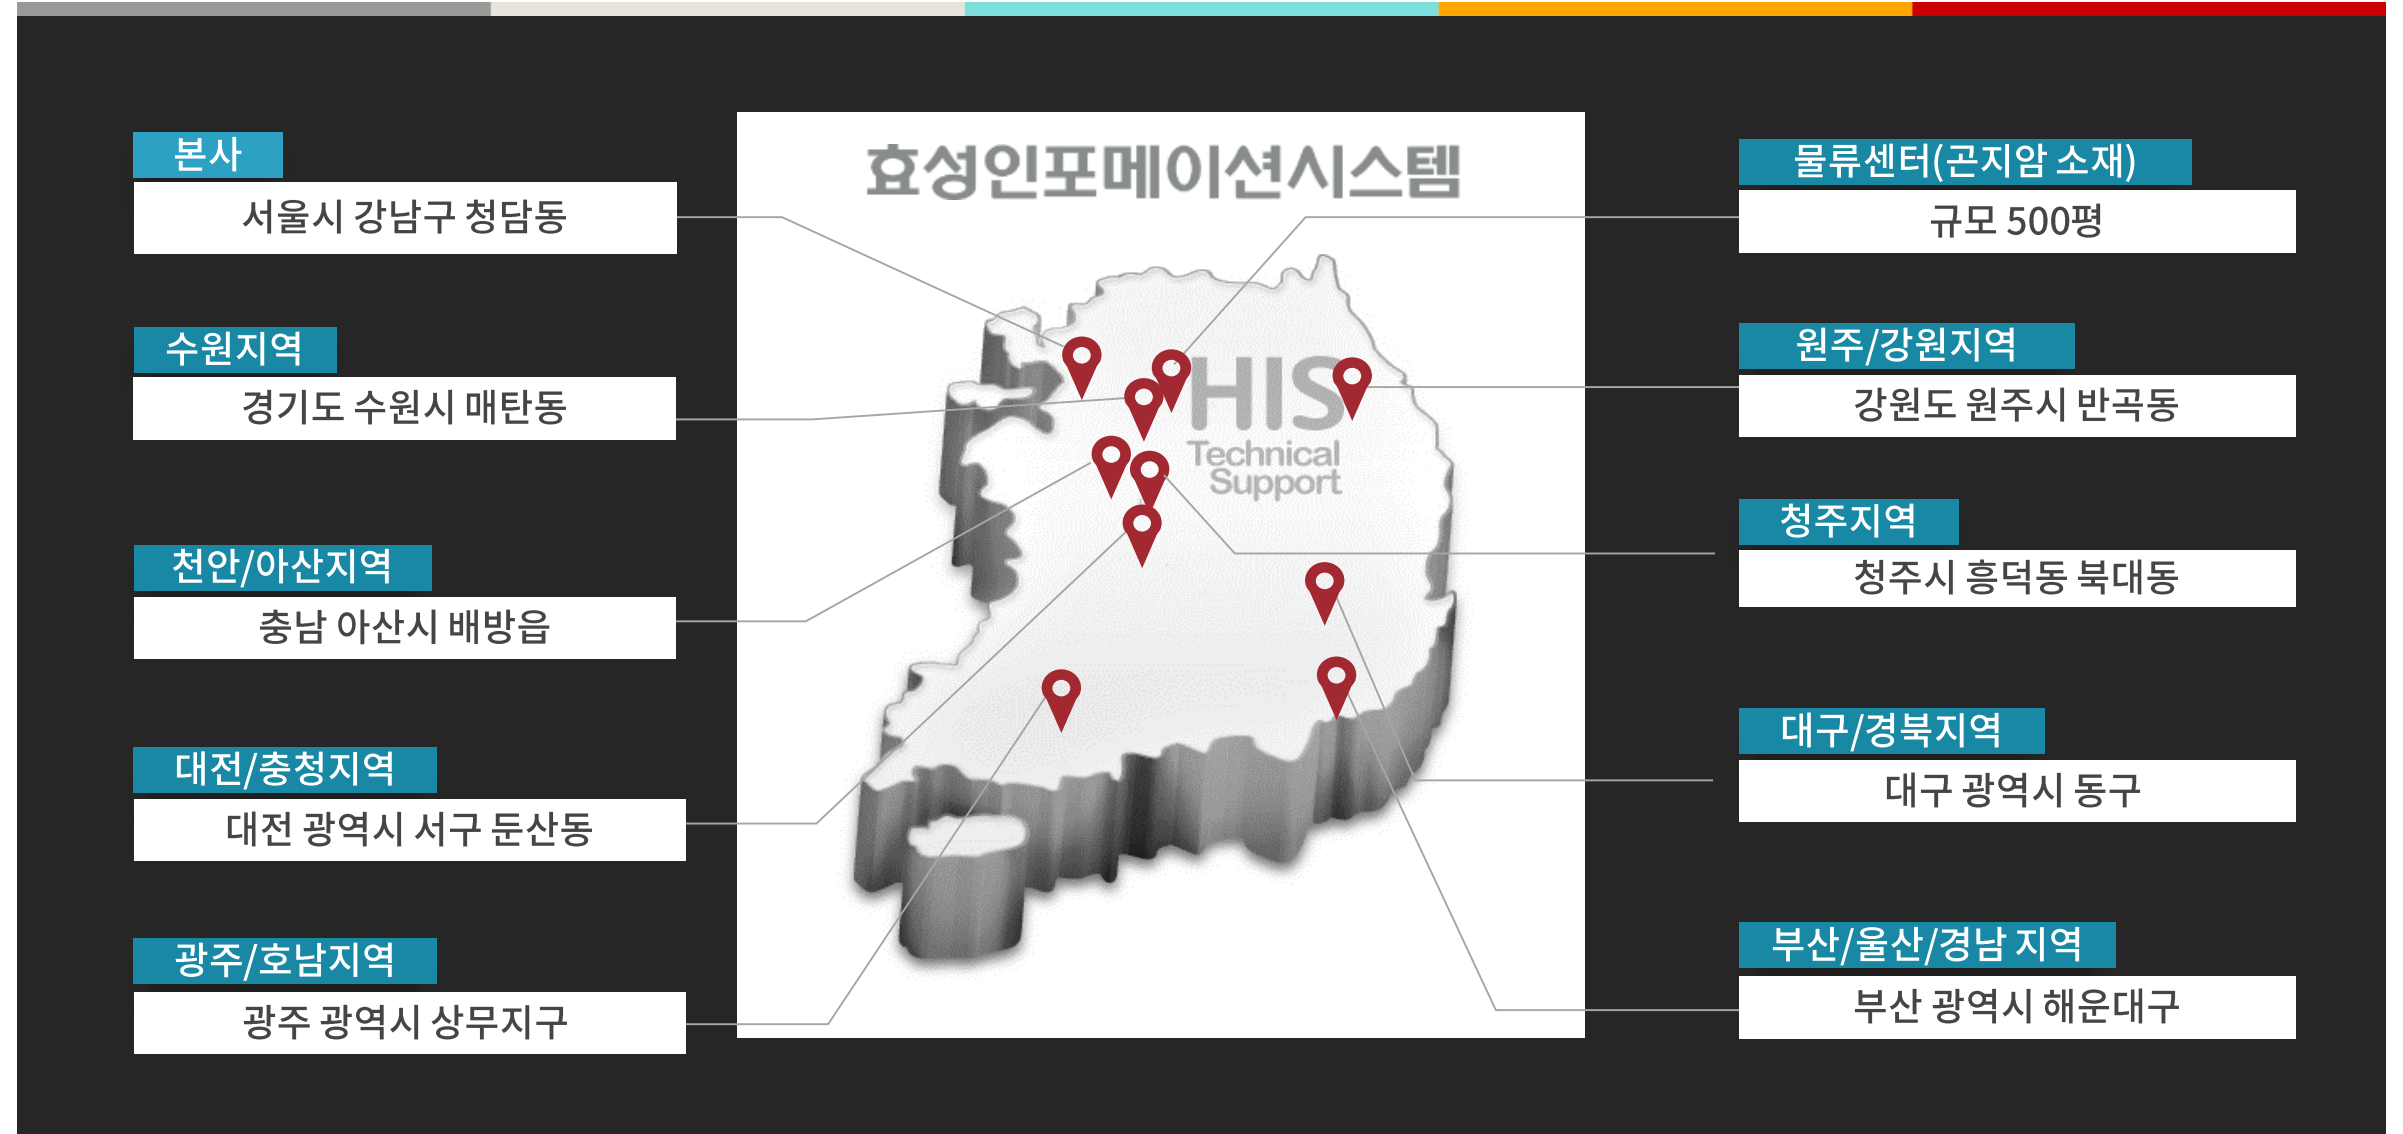 본사
서울시 강남구 청담동
수원지역
경기도 수원시 매탄동
천안/아산지역
충남 아산시 배방읍
대전/충청지역
대전 광역시 서구 둔산동
광주/호남지역
광주 광역시 상무지구
효성인포메이션시스템
HIS
Technical
Support
물류센터(곤지암 소재)
규모 500평
원주/강원지역
강원도 원주시 반곡동
청주지역
청주시 흥덕동 북대동
대구/경북지역
대구 광역시 동구
부산/울산/경남 지역
부산 광역시 해운대구